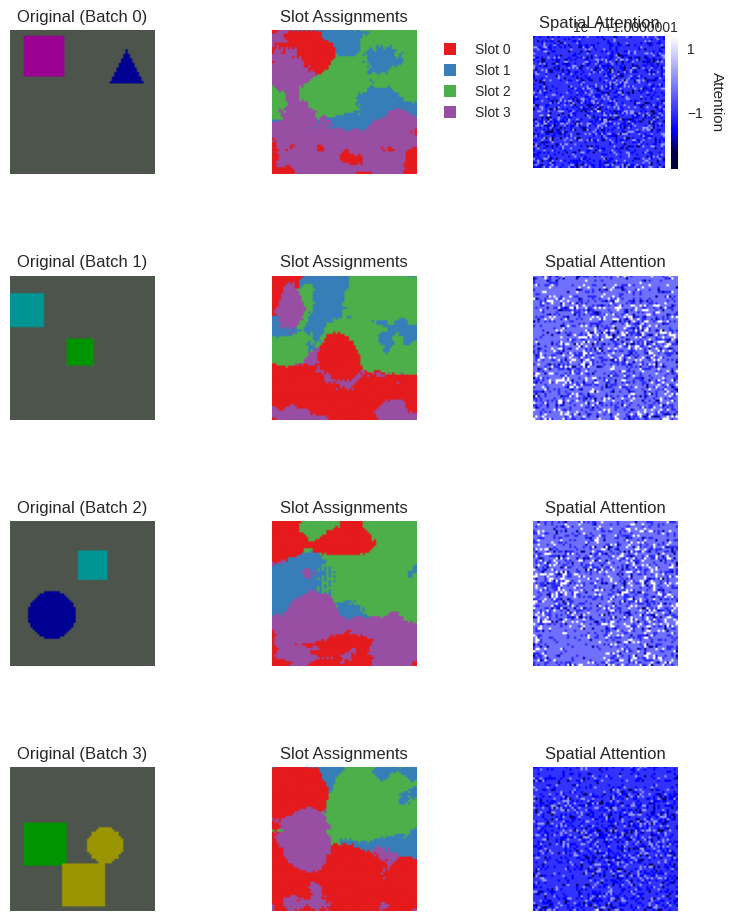 Original (Batch 0)
Slot Assignments
Slot 0
Slot 1
Slot 2
Slot 3
Spatial Attention
1e−7+1.0000001
1
−1
Attention
Original (Batch 1)
Slot Assignments
Spatial Attention
Original (Batch 2)
Slot Assignments
Spatial Attention
Original (Batch 3)
Slot Assignments
Spatial Attention